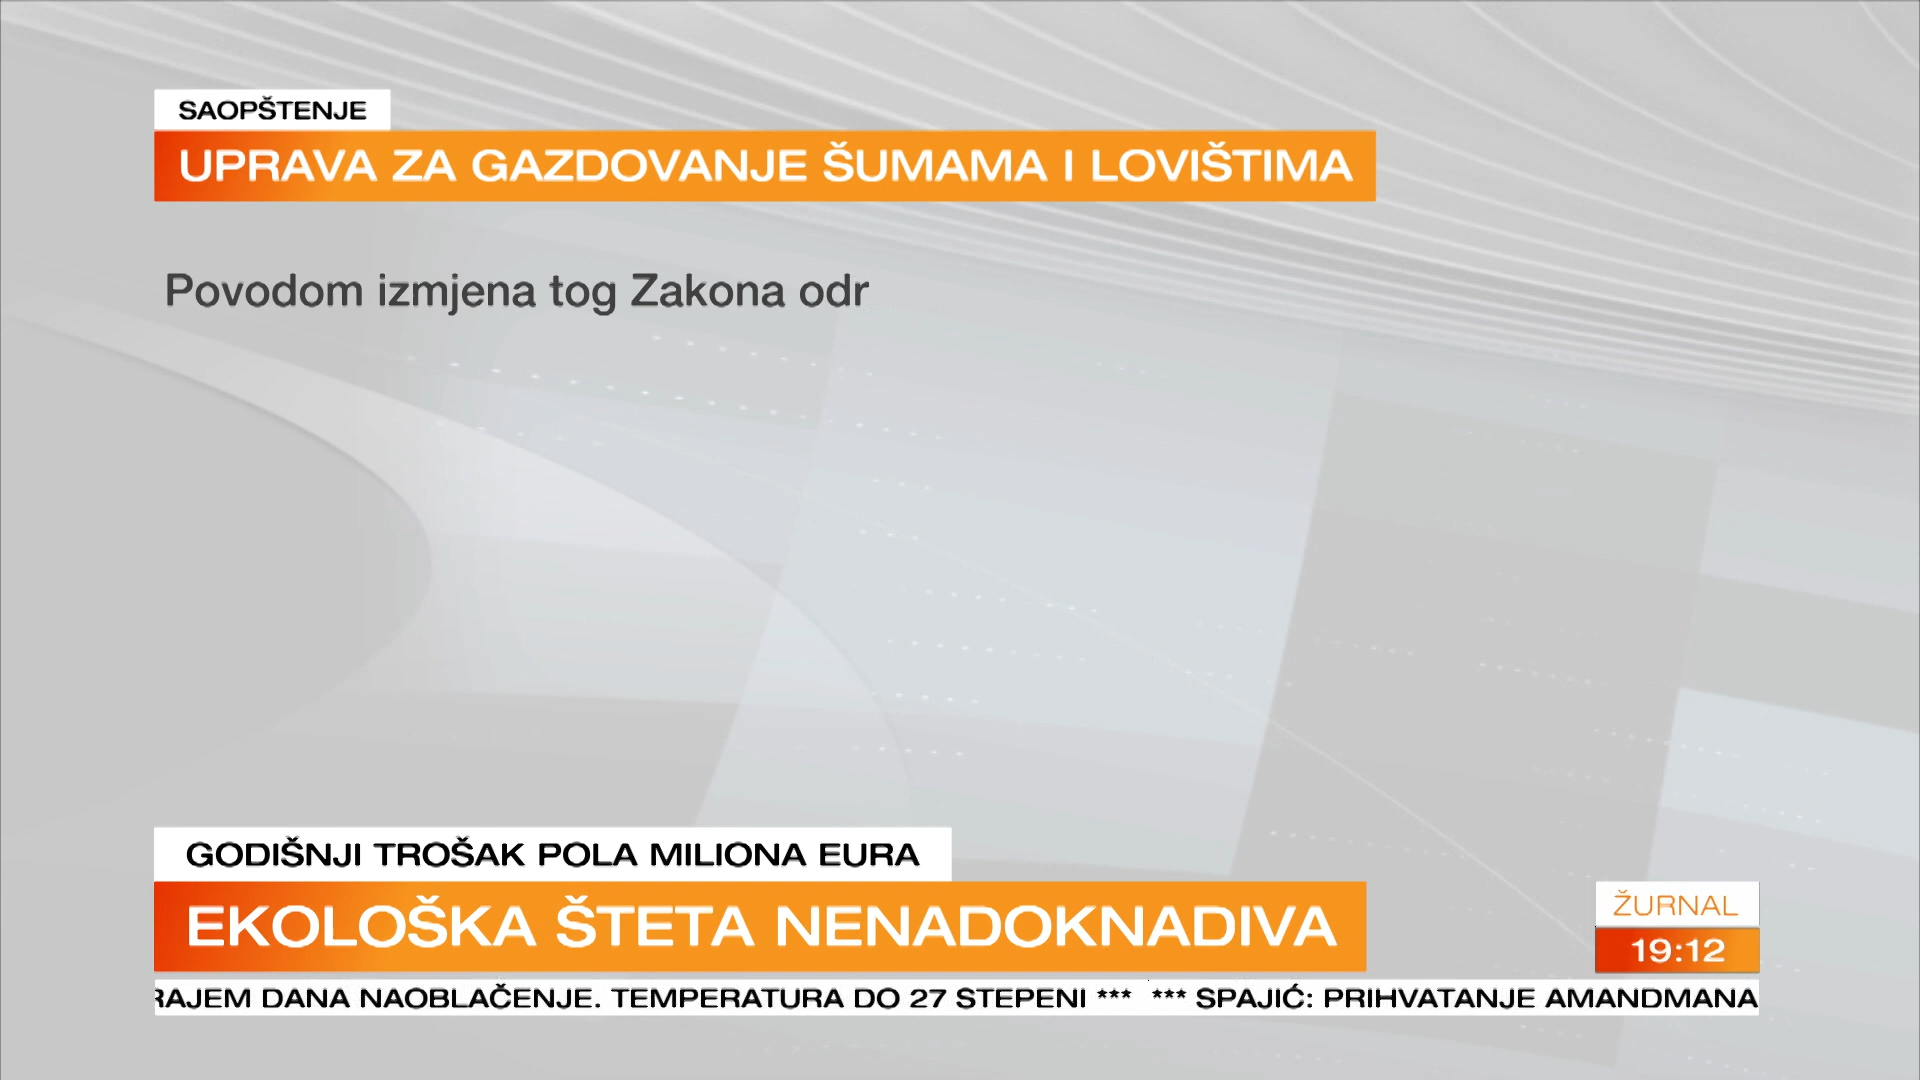 SAOPŠTENJE
UPRAVA ZA GAZDOVANJE ŠUMAMA I LOVIŠTIMA
Povodom izmjena tog Zakona odr
GODIŠNJI TROŠAK POLA MILIONA EURA
EKOLOŠKA ŠTETA NENADOKNADIVA
ŽURNAL
19:12
RAJEM DANA NAOBLAČENJE. TEMPERATURA DO 27 STEPENI *** *** SPAJIĆ: PRIHVATANJE AMANDMANA